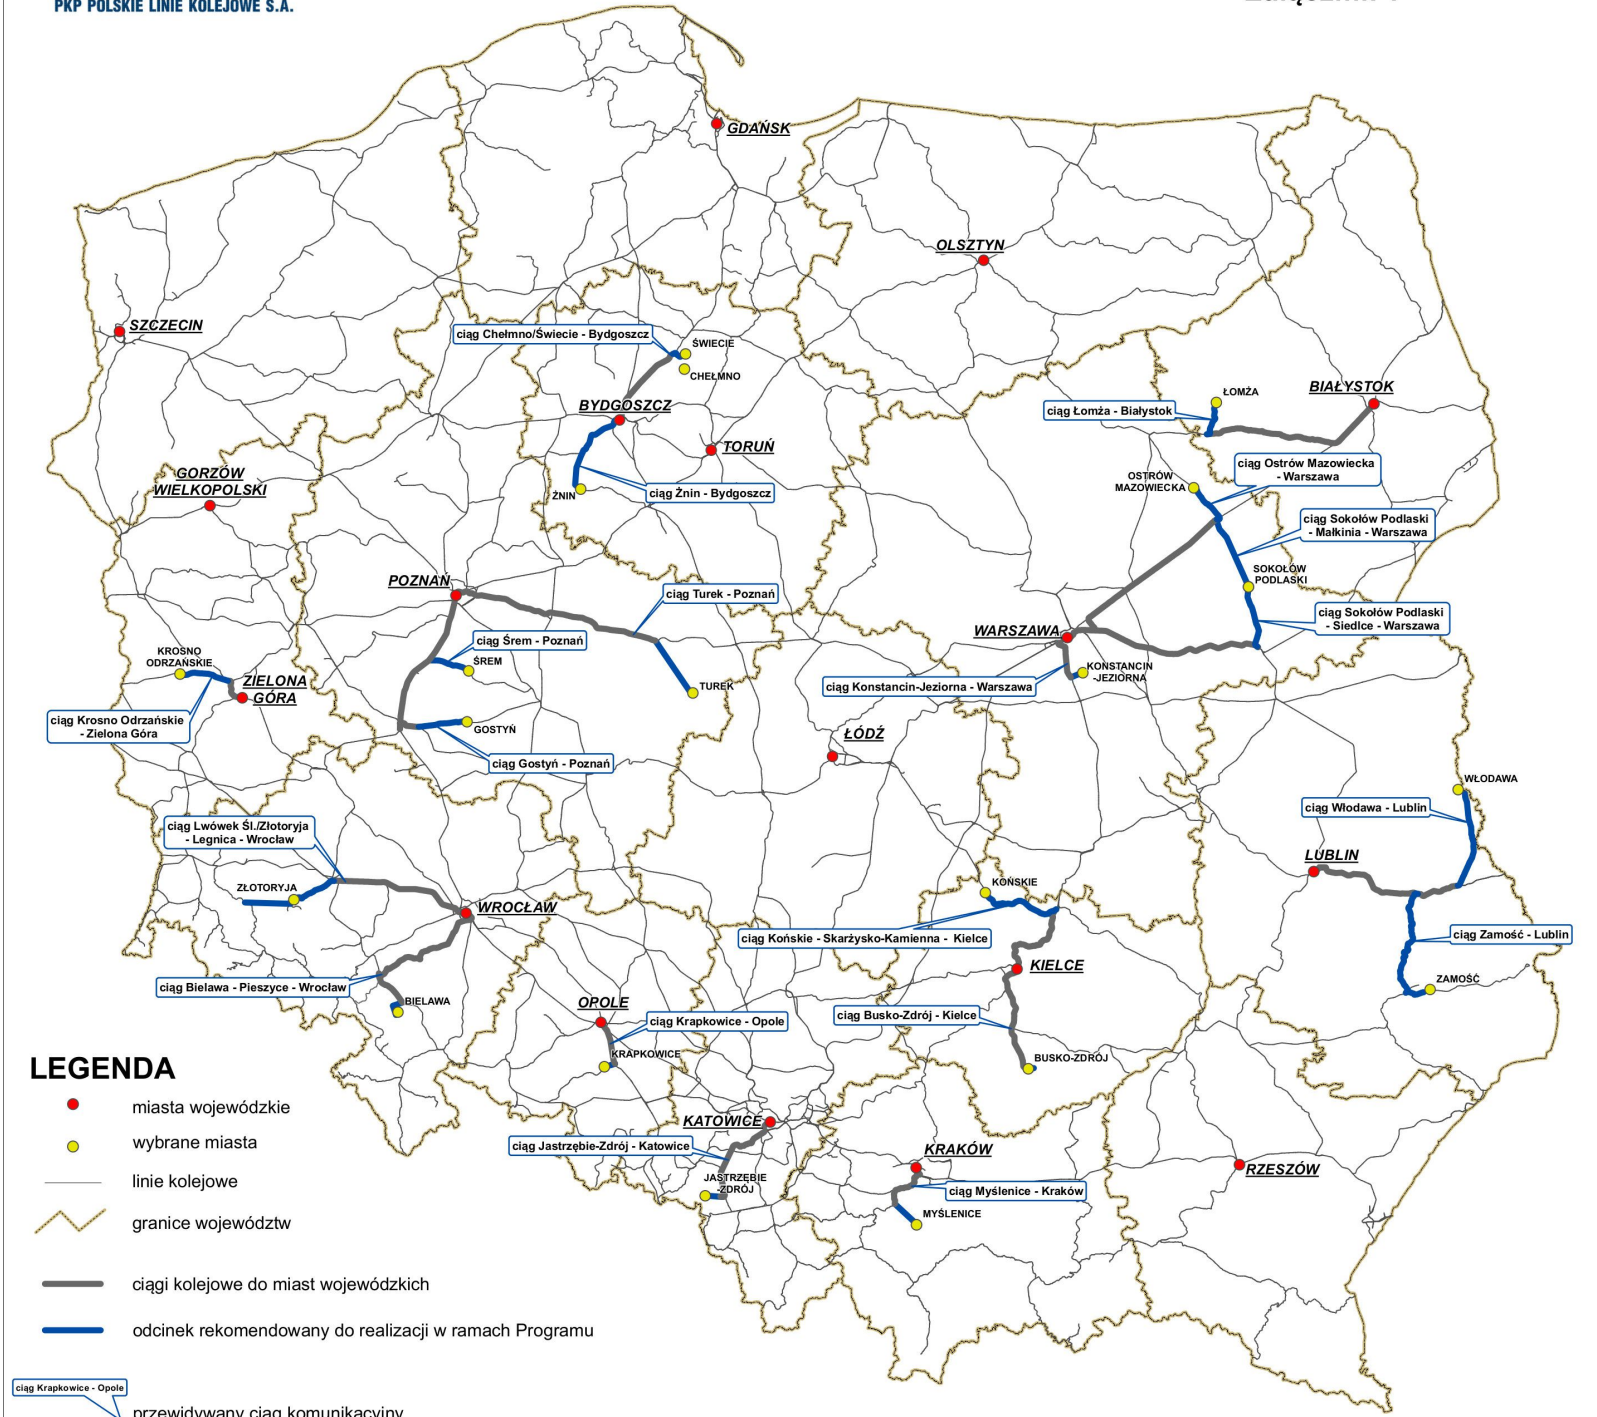 PKP POLSKIE LINIE KOLEJOWE S.A.
GDAŃSK
OLSZTYN
SZCZECIN
ciąg Chełmno/Świecie - Bydgoszcz
ŚWIECIE
CHEŁMNO
BYDGOSZCZ
TORUŃ
ŻNIN
ciąg Żnin - Bydgoszcz
ŁOMŻA
BIAŁYSTOK
ciąg Łomża - Białystok
OSTRÓW
MAZOWIECKA
ciąg Ostrów Mazowiecka
- Warszawa
ciąg Sokołów Podlaski
- Małkinia - Warszawa
SOKOŁÓW
PODLASKI
ciąg Sokołów Podlaski
- Siedlce - Warszawa
GORZÓW
WIELKOPOLSKI
POZNAŃ
ciąg Turek - Poznań
ciąg Śrem - Poznań
ŚREM
TUREK
GOSTYŃ
ciąg Gostyń - Poznań
WARSZAWA
KONSTANCIN
-JEZIORNA
ciąg Konstancin-Jeziorna - Warszawa
KROSNO
ODRZAŃSKIE
ZIELONA
GÓRA
ciąg Krosno Odrzańskie
- Zielona Góra
ŁÓDŹ
WŁODAWA
ciąg Włodawa - Lublin
LUBLIN
ciąg Lwówek Śl./Złotoryja
- Legnica - Wrocław
ZŁOTORYJA
WROCŁAW
KOŃSKIE
ciąg Końskie - Skarżysko-Kamienna - Kielce
KIELCE
ciąg Zamość - Lublin
ZAMOŚĆ
ciąg Bielawa - Pieszyce - Wrocław
BIELAWA
OPOLE
ciąg Krapkowice - Opole
KRAPKOWICE
ciąg Busko-Zdrój - Kielce
BUSKO-ZDRÓJ
KATOWICE
ciąg Jastrzębie-Zdrój - Katowice
JASTRZĘBIE
-ZDRÓJ
KRAKÓW
ciąg Myślenice - Kraków
MYŚLENICE
RZESZÓW
LEGENDA
miasta wojewódzkie
wybrane miasta
linie kolejowe
granice województw
ciągi kolejowe do miast wojewódzkich
odcinek rekomendowany do realizacji w ramach Programu
ciąg Krapkowice - Opole
przewidywany ciąg komunikacyjny